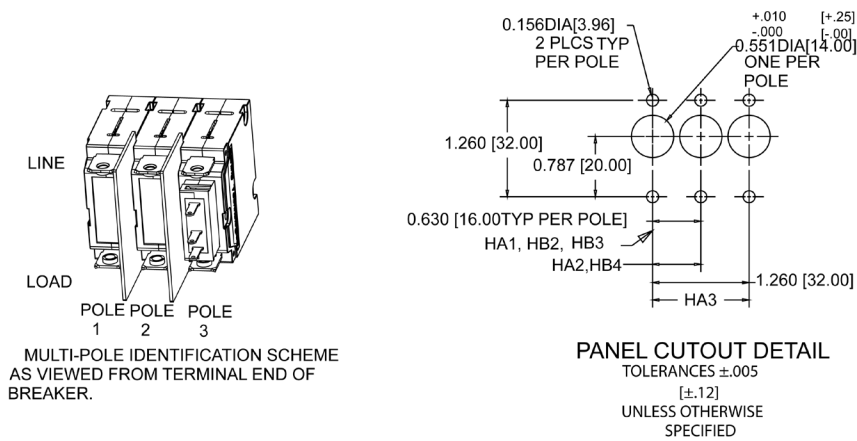 LINE
LOAD
POLE POLE POLE
1 2 3
MULTI-POLE IDENTIFICATION SCHEME
AS VIEWED FROM TERMINAL END OF
BREAKER.
0.156DIA[3.96]
2 PLCS TYP
PER POLE
+.010 [+.25]
-.000 [-.00]
0.551DIA[14.00]
ONE PER
POLE
1.260 [32.00]
0.787 [20.00]
0.630 [16.00TYP PER POLE]
HA1, HB2, HB3
HA2,HB4
1.260 [32.00]
HA3
PANEL CUTOUT DETAIL
TOLERANCES ±.005
[±.12]
UNLESS OTHERWISE
SPECIFIED